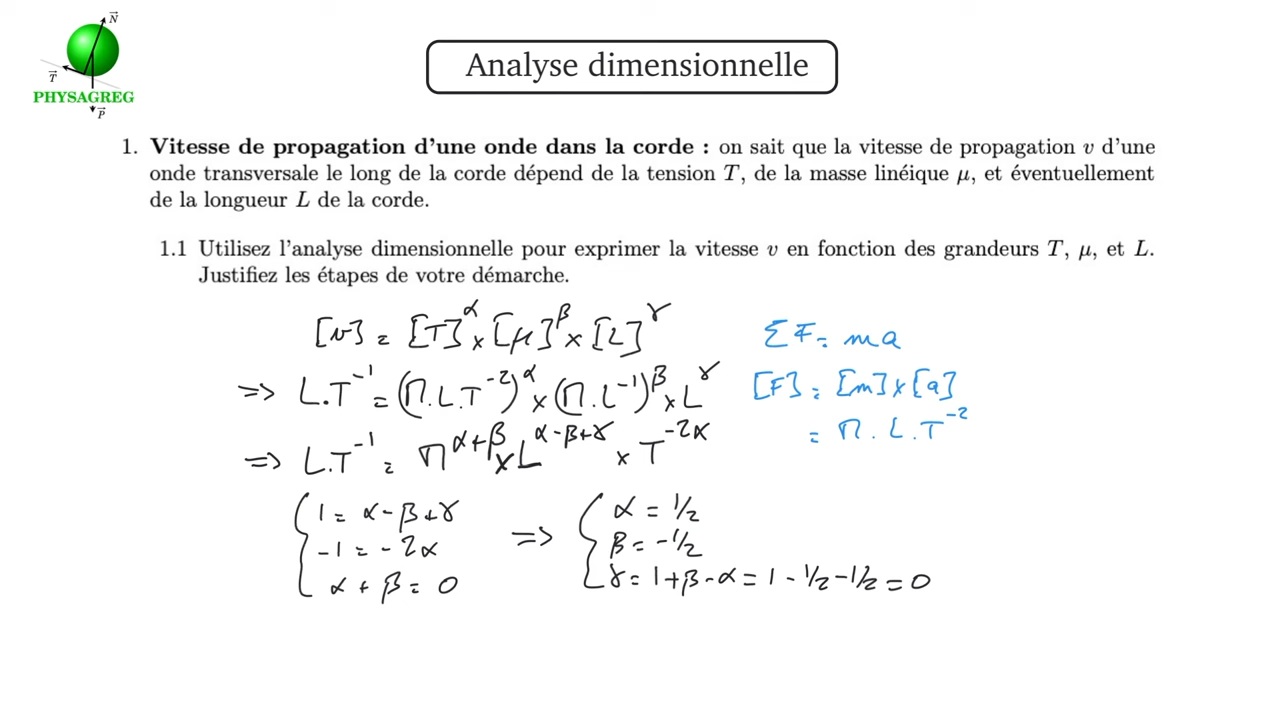 N⃗
T⃗
PHYSAGREG
P⃗
Analyse dimensionnelle
1. Vitesse de propagation d'une onde dans la corde : on sait que la vitesse de propagation v d'une
onde transversale le long de la corde dépend de la tension T, de la masse linéique μ, et éventuellement
de la longueur L de la corde.
1.1 Utilisez l'analyse dimensionnelle pour exprimer la vitesse v en fonction des grandeurs T, μ, et L.
Justifiez les étapes de votre démarche.
[v] = [T]^α × [μ]^β × [L]^γ
=> L.T^-1 = (M.L.T^-2)^α × (M.L^-1)^β × L^γ
=> L.T^-1 = M^α+β × L^α-β+γ × T^-2α
1 = α - β + γ
-1 = -2α
α + β = 0
=> α = 1/2
β = -1/2
γ = 1 + β - α = 1 - 1/2 - 1/2 = 0
ΣF = ma
[F] = [m] × [a]
= M.L.T^-2